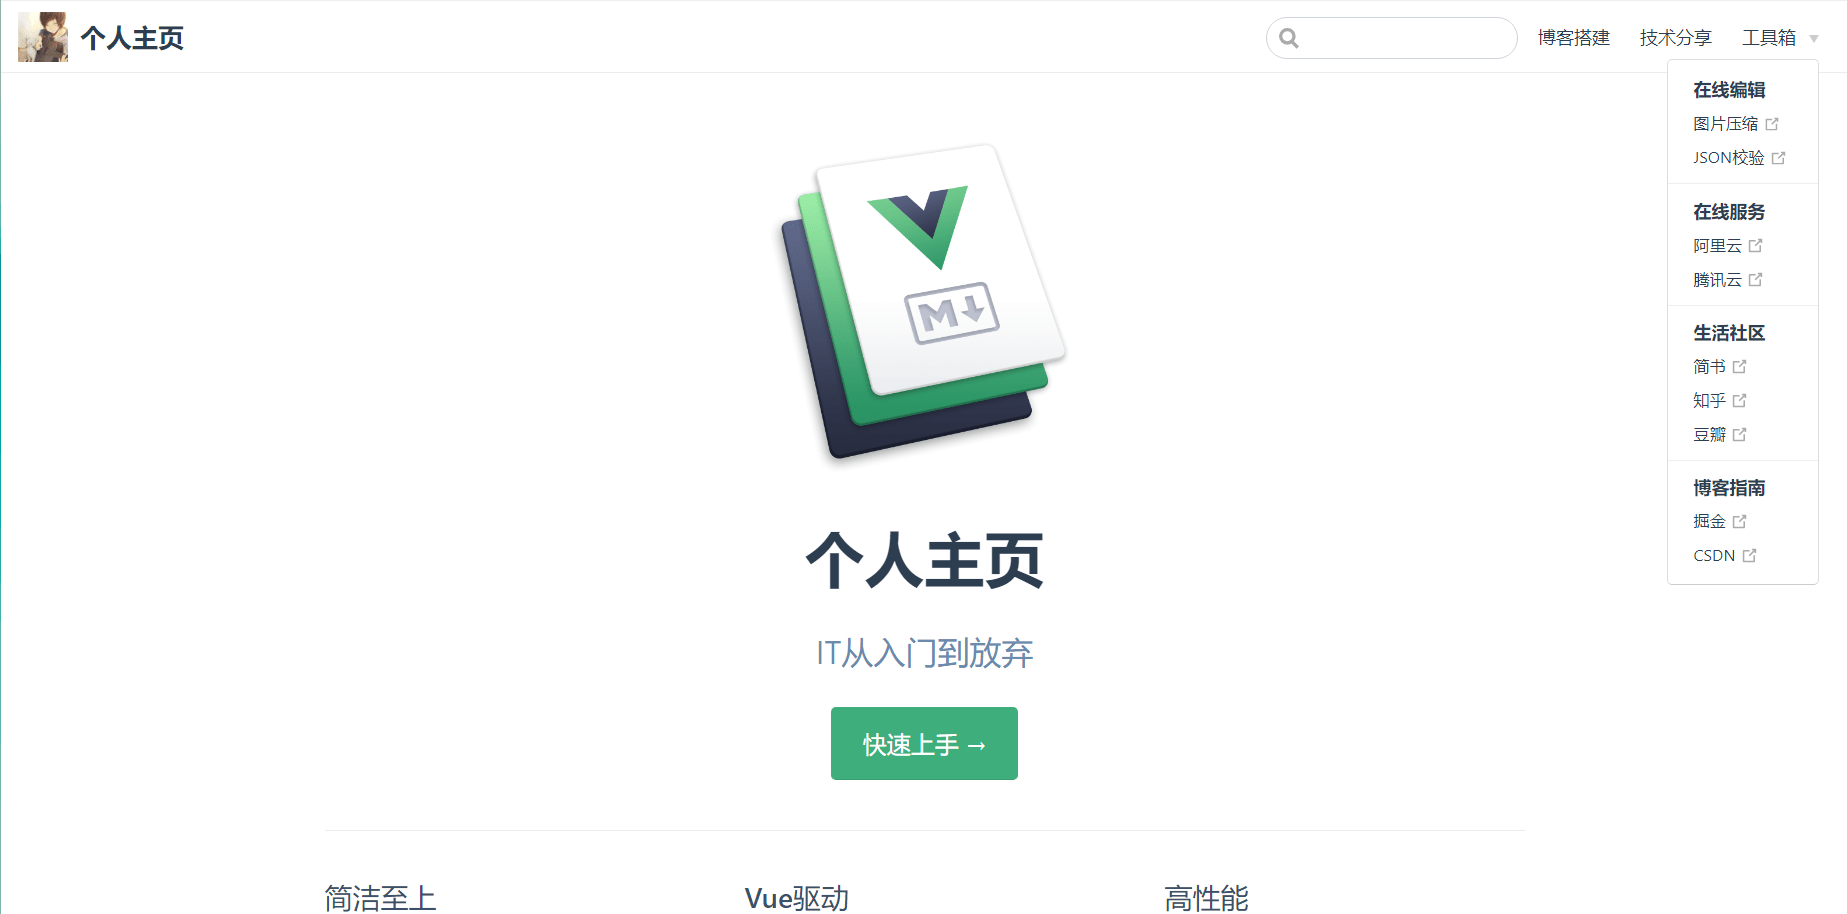 个人主页
博客搭建 技术分享 工具箱
在线编辑
图片压缩
JSON校验
在线服务
阿里云
腾讯云
生活社区
简书
知乎
豆瓣
博客指南
掘金
CSDN
M
个人主页
IT从入门到放弃
快速上手 →
简洁至上 Vue驱动 高性能